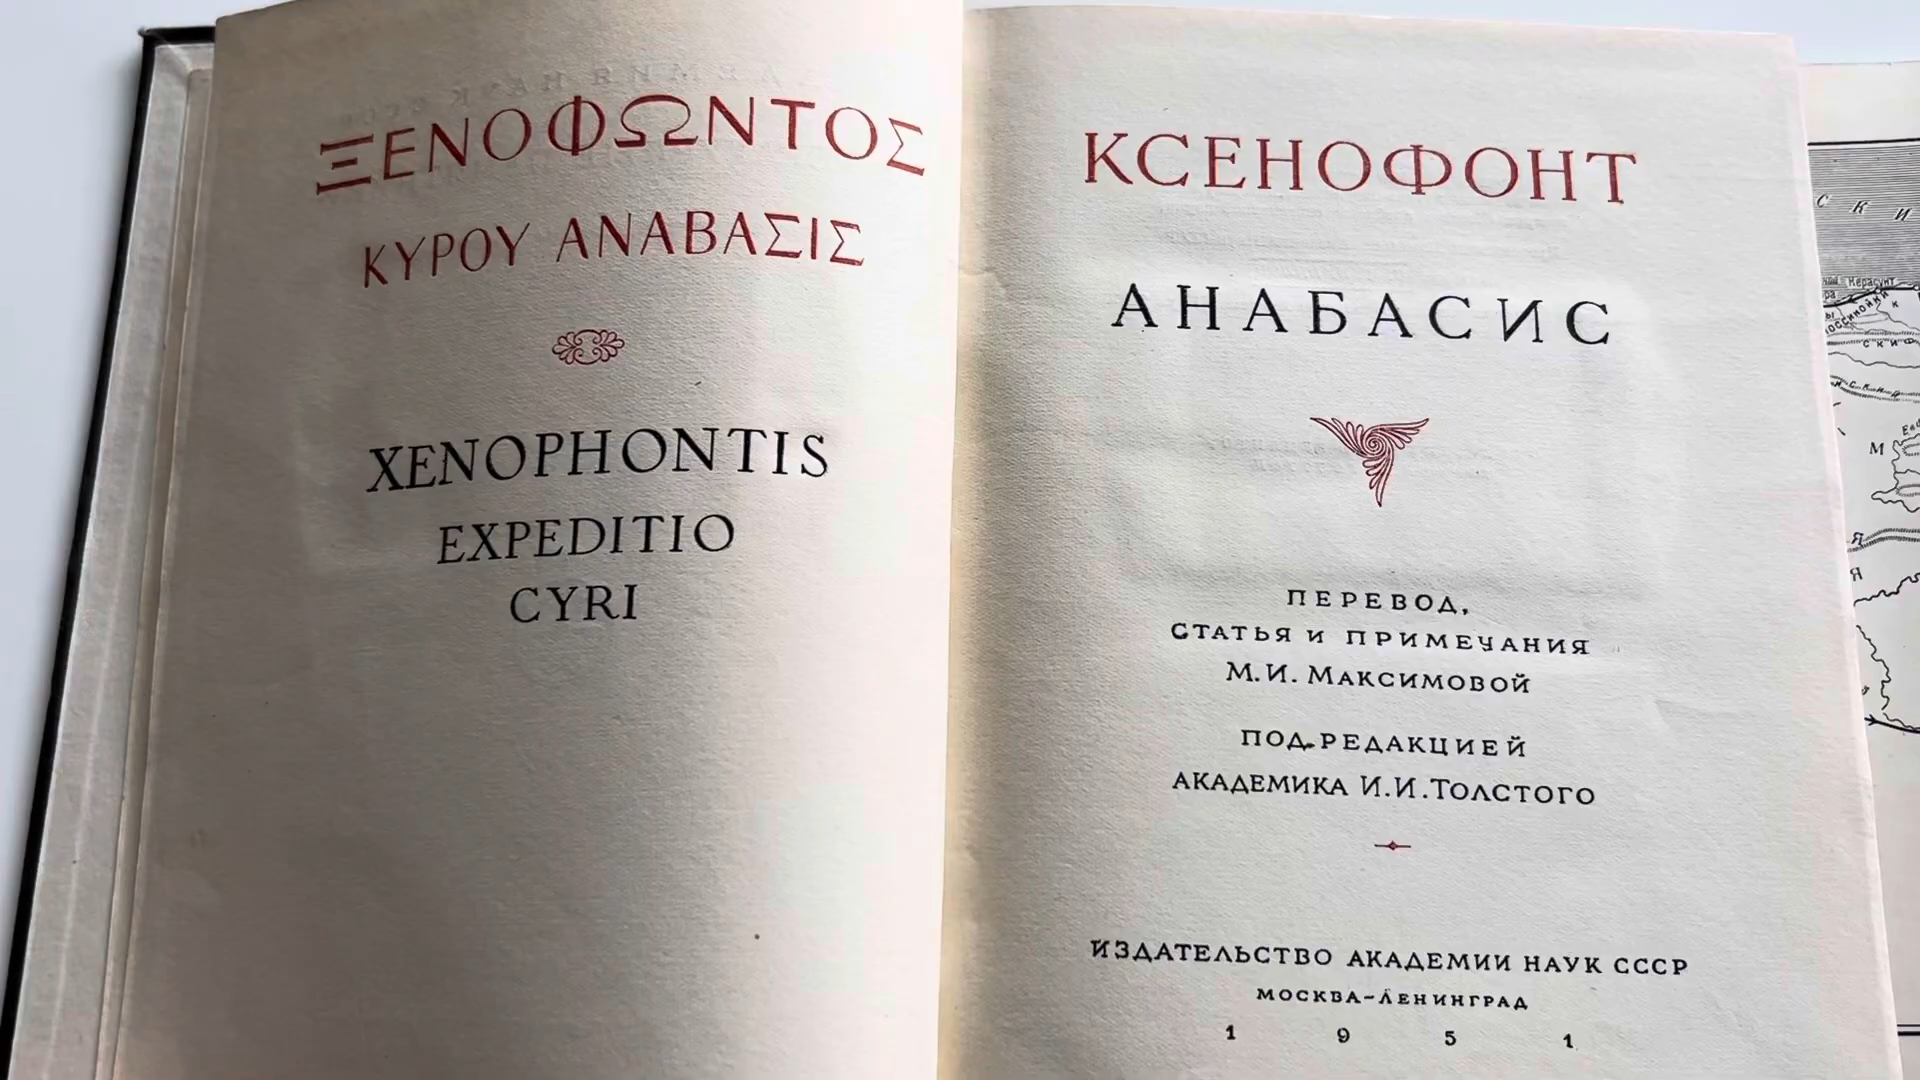 ΞΕΝΟΦΩΝΤΟΣ
ΚΥΡΟΥ ΑΝΑΒΑΣΙΣ
XENOPHONTIS
EXPEDITIO
CYRI
КСЕНОФОНТ
АНАБАСИС
ПЕРЕВОД,
СТАТЬЯ И ПРИМЕЧАНИЯ
М.И. МАКСИМОВОЙ
ПОД РЕДАКЦИЕЙ
АКАДЕМИКА И.И. ТОЛСТОГО
ИЗДАТЕЛЬСТВО АКАДЕМИИ НАУК СССР
МОСКВА-ЛЕНИНГРАД
1 9 5 1
Керасунт